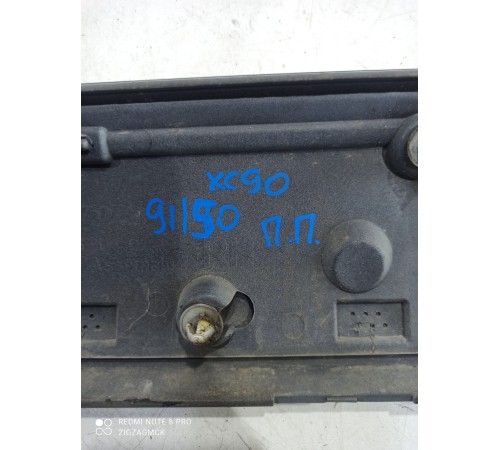 XC90
91150 П.П.
REDMI NOTE 8 PRO
ZIGZAGMCK